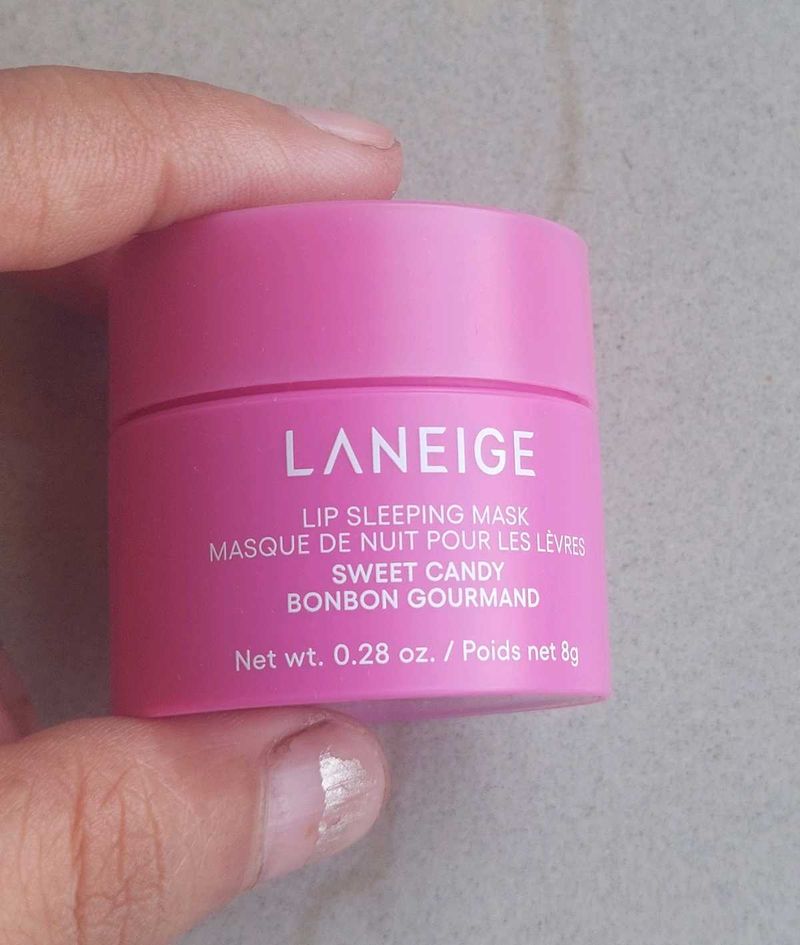 LANEIGE
LIP SLEEPING MASK
MASQUE DE NUIT POUR LES LÈVRES
SWEET CANDY
BONBON GOURMAND
Net wt. 0.28 oz. / Poids net 8g